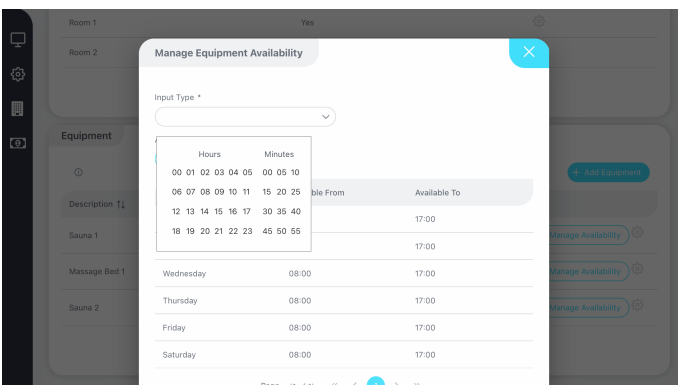 Room 1 Yes
Room 2
Manage Equipment Availability
Input Type *
Equipment
Hours Minutes
00 01 02 03 04 05 00 05 10
+ Add Equipment
06 07 08 09 10 11 15 20 25
ble From Available To
Description
12 13 14 15 16 17 30 35 40
17:00
18 19 20 21 22 23 45 50 55
Sauna 1 Manage Availability
17:00
Massage Bed 1 Wednesday 08:00 17:00 Manage Availability
Thursday 08:00 17:00
Sauna 2 Manage Availability
Friday 08:00 17:00
Saturday 08:00 17:00
Page